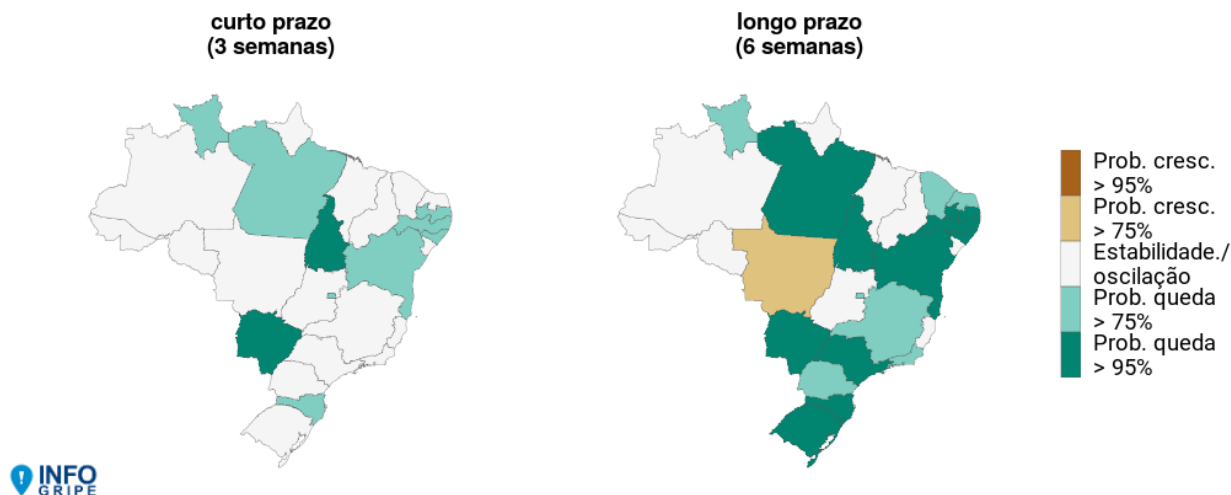 curto prazo
(3 semanas)
longo prazo
(6 semanas)
Prob. cresc.
> 95%
Prob. cresc.
> 75%
Estabilidade./
oscilação
Prob. queda
> 75%
Prob. queda
> 95%
INFO
GRIPE